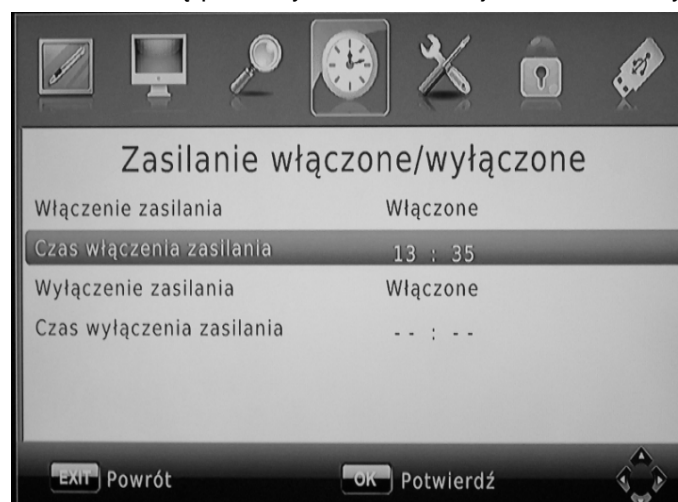 Zasilanie włączone/wyłączone
Włączenie zasilania Włączone
Czas włączenia zasilania 13 : 35
Wyłączenie zasilania Włączone
Czas wyłączenia zasilania -- : --
EXIT Powrót OK Potwierdź